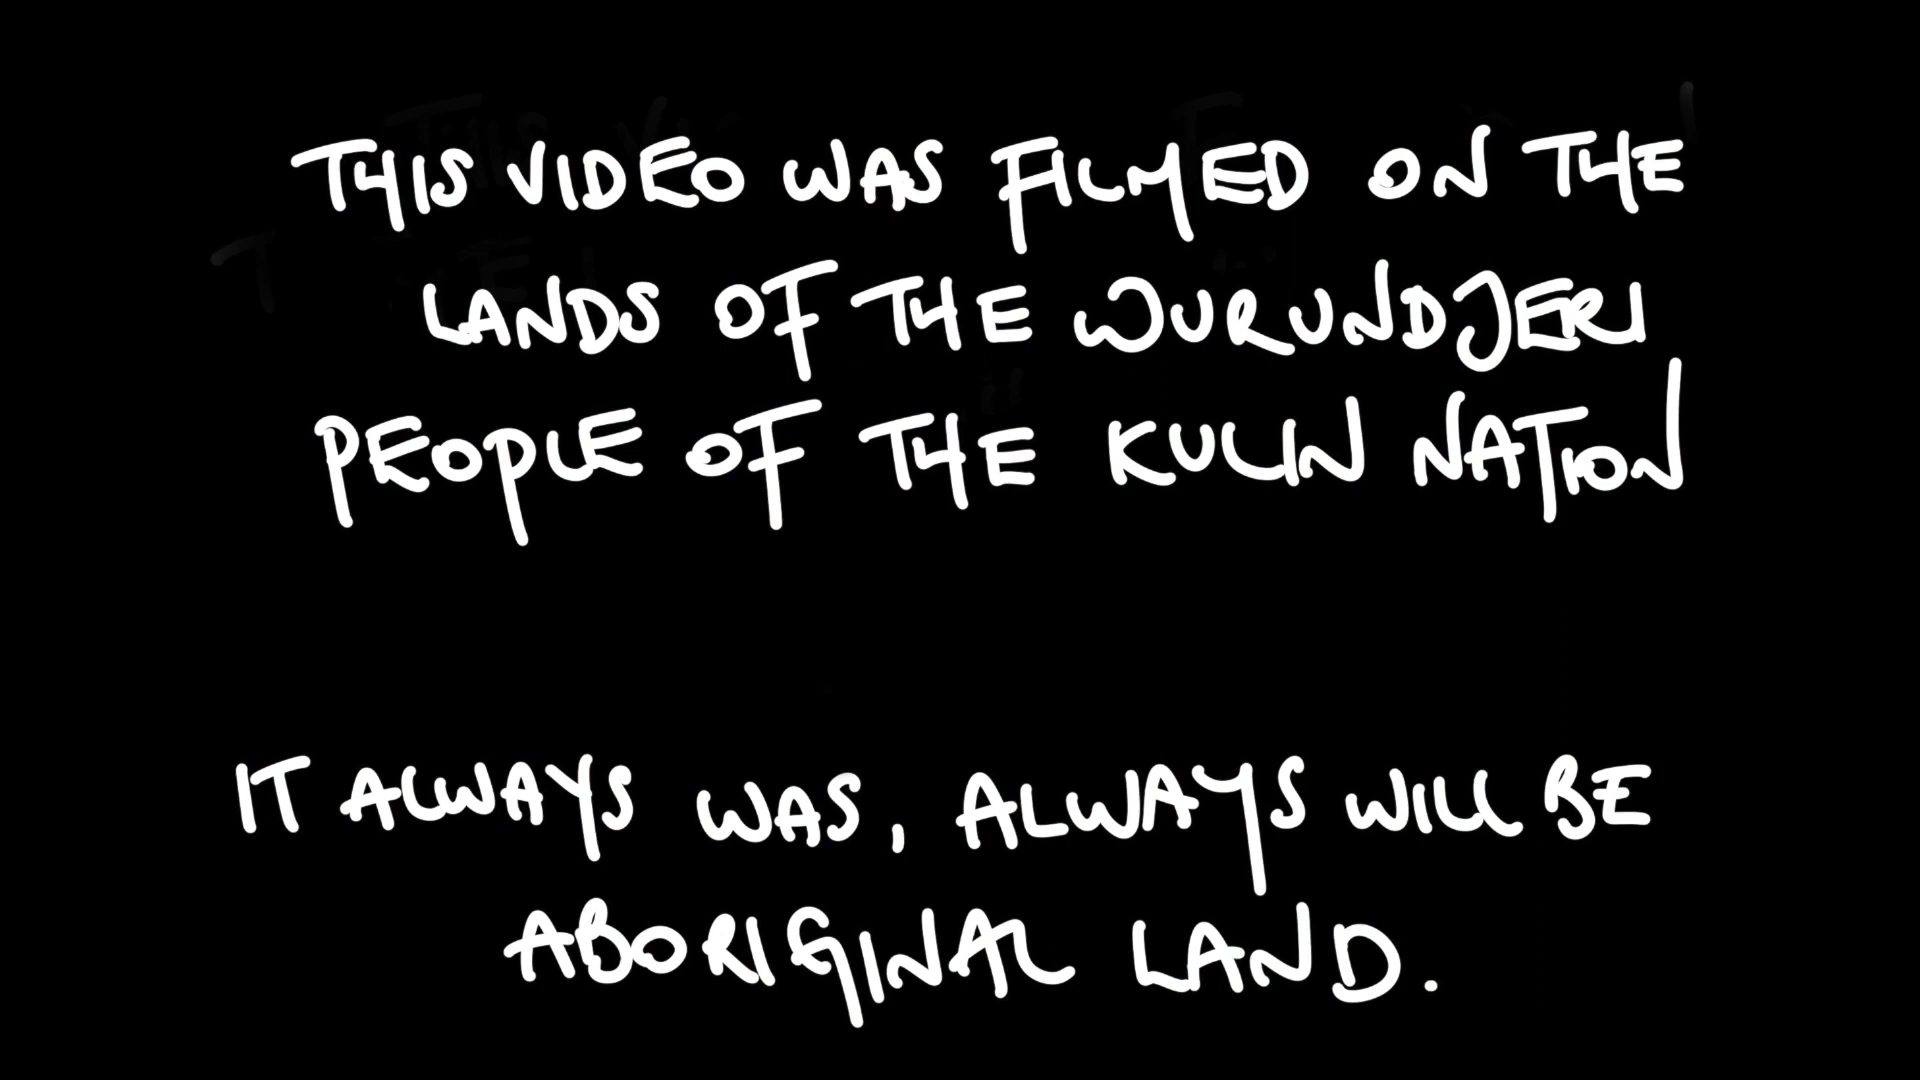 THIS VIDEO WAS FILMED ON THE
LANDS OF THE WURUNDJERI
PEOPLE OF THE KULIN NATION
IT ALWAYS WAS, ALWAYS WILL BE
ABORIGINAL LAND.